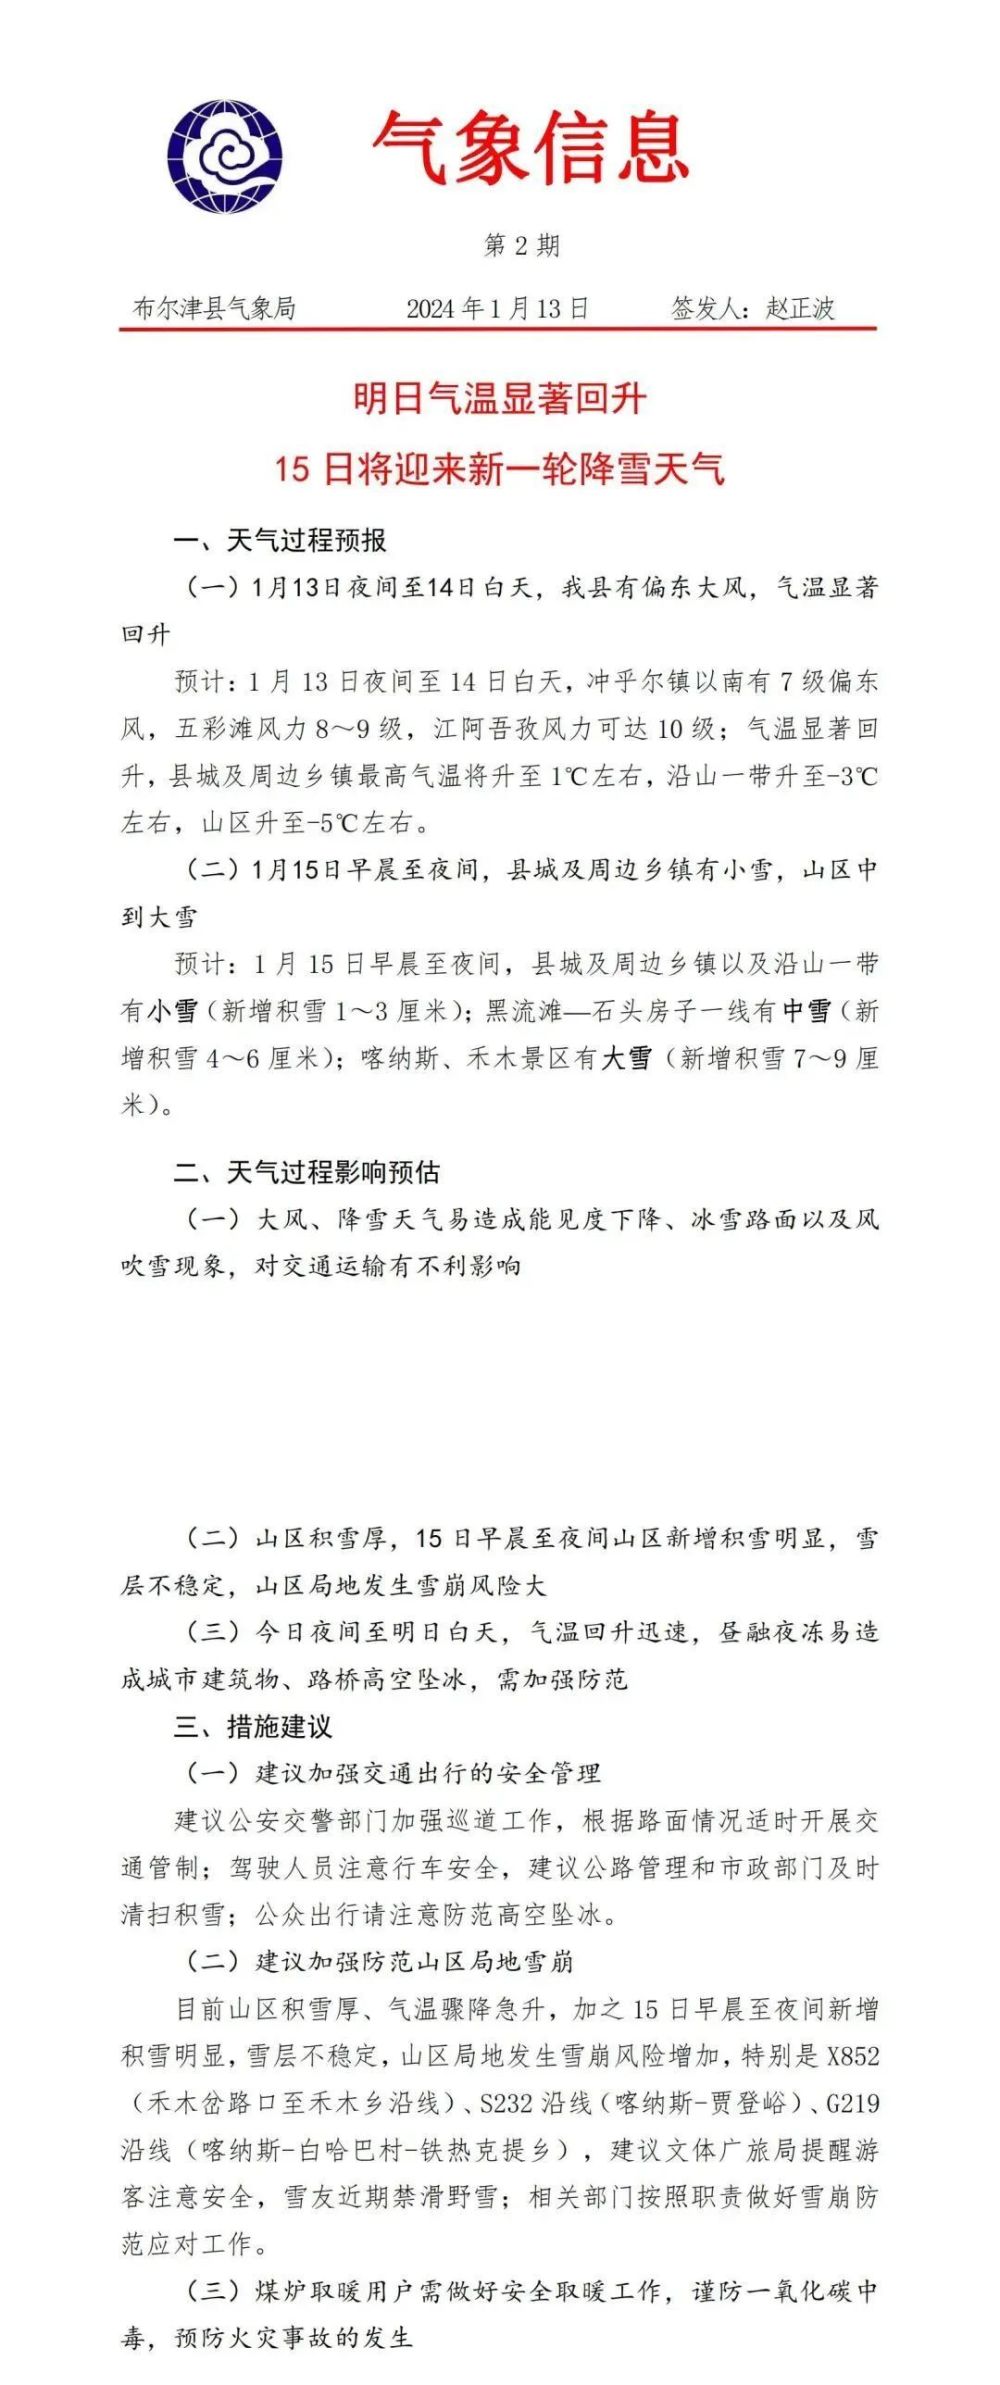 气象信息
第 2 期
布尔津县气象局 2024 年 1 月 13 日 签发人：赵正波
明日气温显著回升
15 日将迎来新一轮降雪天气
一、天气过程预报
（一）1月13日夜间至14日白天，我县有偏东大风，气温显著
回升
预计：1 月 13 日夜间至 14 日白天，冲乎尔镇以南有 7 级偏东
风，五彩滩风力 8～9 级，江阿吾孜风力可达 10 级；气温显著回
升，县城及周边乡镇最高气温将升至 1℃左右，沿山一带升至-3℃
左右，山区升至-5℃左右。
（二）1月15日早晨至夜间，县城及周边乡镇有小雪，山区中
到大雪
预计：1 月 15 日早晨至夜间，县城及周边乡镇以及沿山一带
有小雪（新增积雪 1～3 厘米）；黑流滩—石头房子一线有中雪（新
增积雪 4～6 厘米）；喀纳斯、禾木景区有大雪（新增积雪 7～9 厘
米）。
二、天气过程影响预估
（一）大风、降雪天气易造成能见度下降、冰雪路面以及风
吹雪现象，对交通运输有不利影响
（二）山区积雪厚，15 日早晨至夜间山区新增积雪明显，雪
层不稳定，山区局地发生雪崩风险大
（三）今日夜间至明日白天，气温回升迅速，昼融夜冻易造
成城市建筑物、路桥高空坠冰，需加强防范
三、措施建议
（一）建议加强交通出行的安全管理
建议公安交警部门加强巡道工作，根据路面情况适时开展交
通管制；驾驶人员注意行车安全，建议公路管理和市政部门及时
清扫积雪；公众出行请注意防范高空坠冰。
（二）建议加强防范山区局地雪崩
目前山区积雪厚、气温骤降急升，加之 15 日早晨至夜间新增
积雪明显，雪层不稳定，山区局地发生雪崩风险增加，特别是 X852
（禾木岔路口至禾木乡沿线）、S232 沿线（喀纳斯-贾登峪）、G219
沿线（喀纳斯-白哈巴村-铁热克提乡），建议文体广旅局提醒游
客注意安全，雪友近期禁滑野雪；相关部门按照职责做好雪崩防
范应对工作。
（三）煤炉取暖用户需做好安全取暖工作，谨防一氧化碳中
毒，预防火灾事故的发生